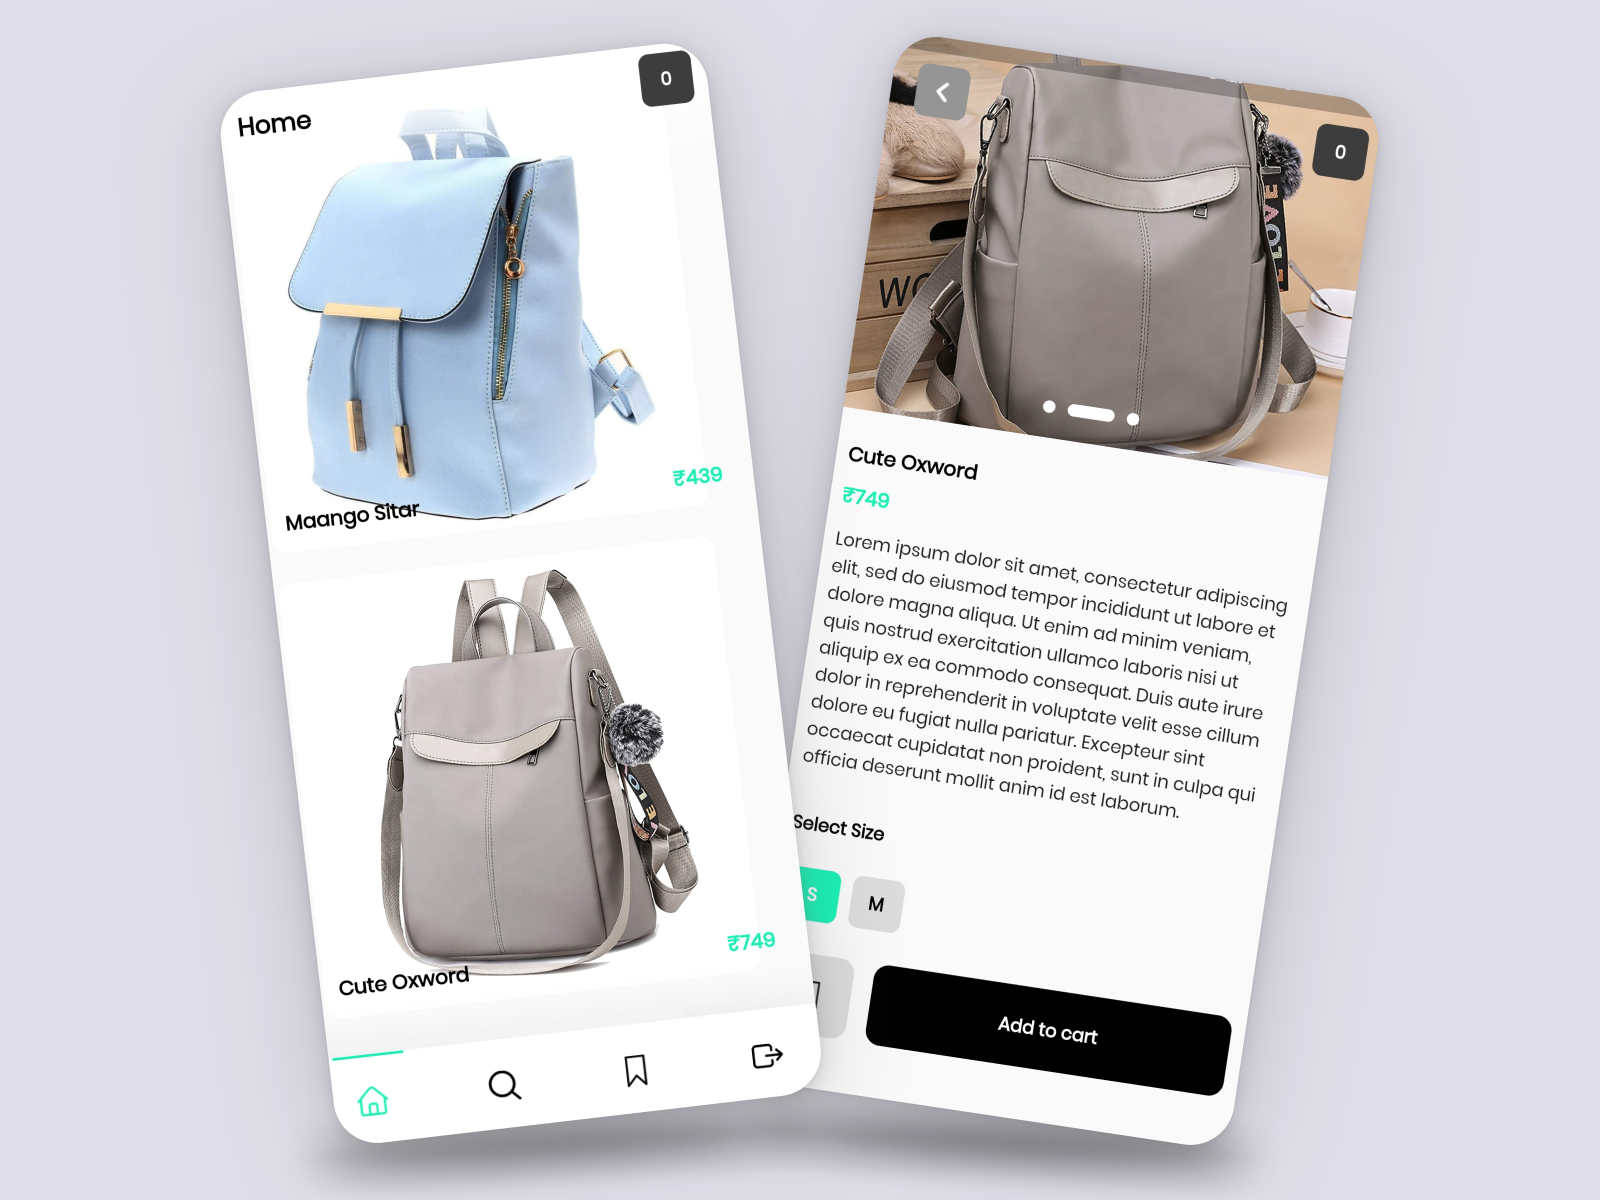 Home
0
₹439
Maango Sitar
₹749
Cute Oxword
0
LOVE
WO
Cute Oxword
₹749
Lorem ipsum dolor sit amet, consectetur adipiscing
elit, sed do eiusmod tempor incididunt ut labore et
dolore magna aliqua. Ut enim ad minim veniam,
quis nostrud exercitation ullamco laboris nisi ut
aliquip ex ea commodo consequat. Duis aute irure
dolor in reprehenderit in voluptate velit esse cillum
dolore eu fugiat nulla pariatur. Excepteur sint
occaecat cupidatat non proident, sunt in culpa qui
officia deserunt mollit anim id est laborum.
Select Size
S
M
Add to cart